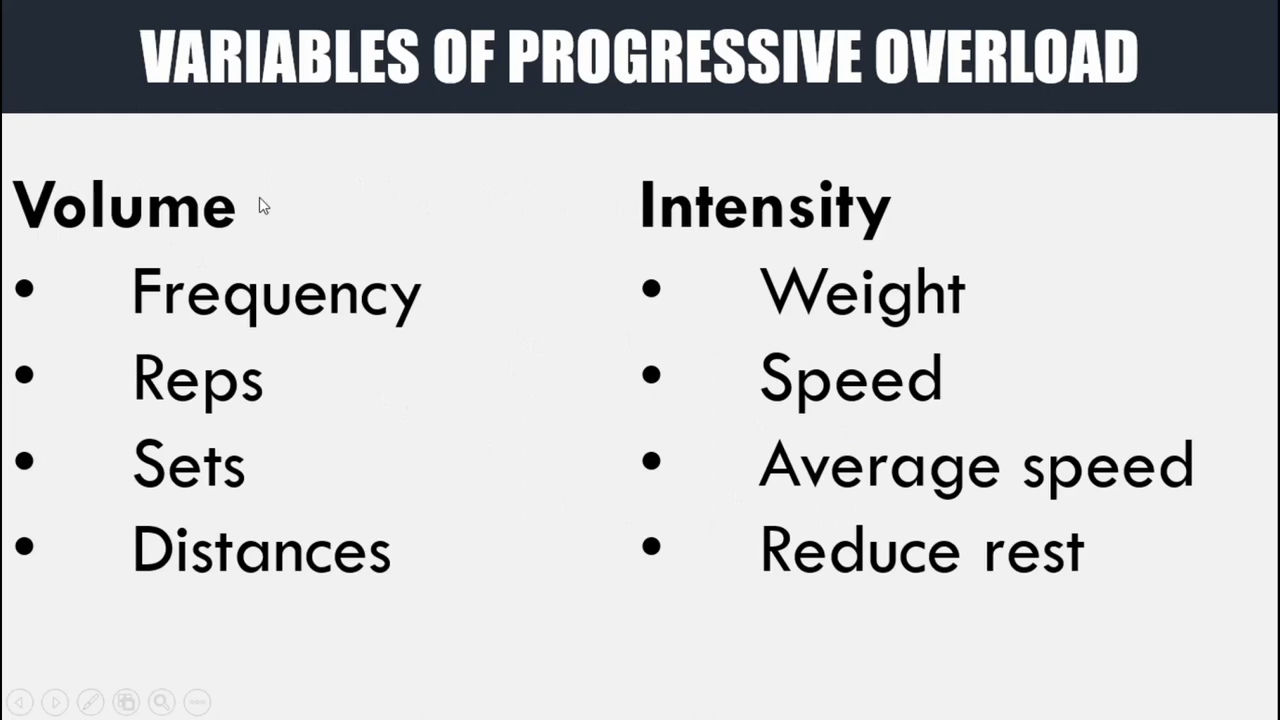 VARIABLES OF PROGRESSIVE OVERLOAD
Volume
• Frequency
• Reps
• Sets
• Distances
Intensity
• Weight
• Speed
• Average speed
• Reduce rest